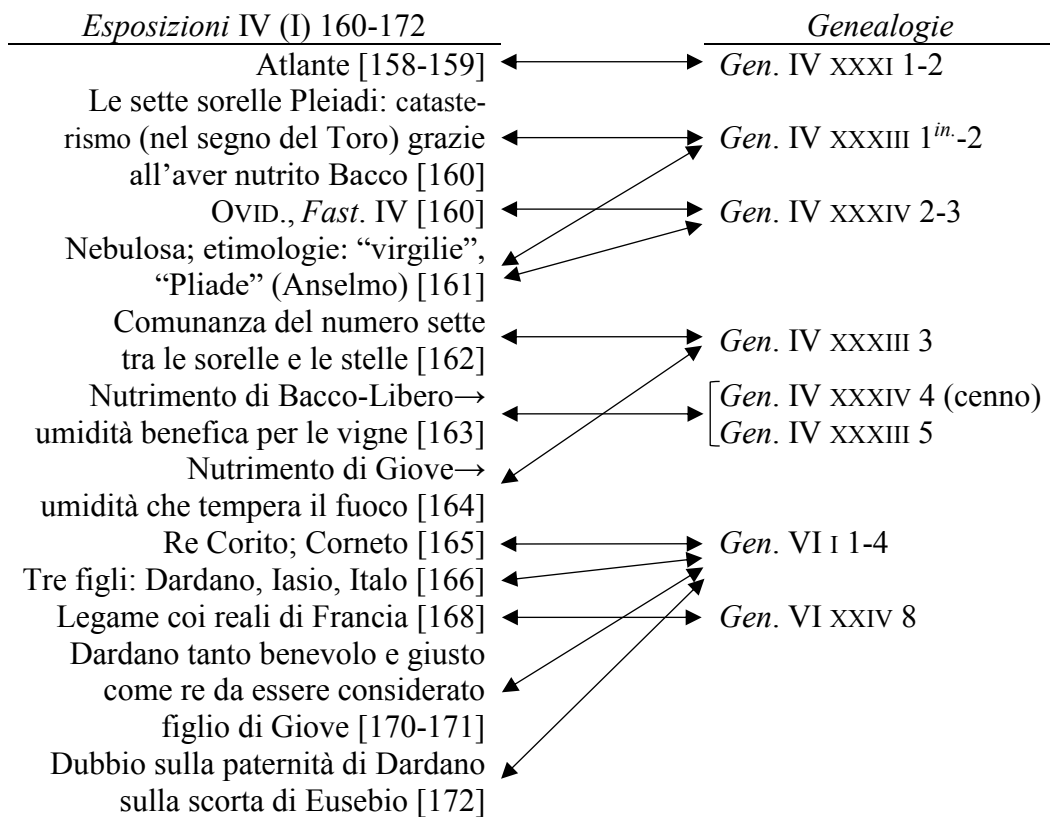 Esposizioni IV (I) 160-172 Genealogie
Atlante [158-159] Gen. IV XXXI 1-2
Le sette sorelle Pleiadi: cataste-
rismo (nel segno del Toro) grazie Gen. IV XXXIII 1in.-2
all'aver nutrito Bacco [160]
OVID., Fast. IV [160] Gen. IV XXXIV 2-3
Nebulosa; etimologie: “virgilie”,
“Pliade” (Anselmo) [161]
Comunanza del numero sette
tra le sorelle e le stelle [162] Gen. IV XXXIII 3
Nutrimento di Bacco-Libero→ Gen. IV XXXIV 4 (cenno)
umidità benefica per le vigne [163] Gen. IV XXXIII 5
Nutrimento di Giove→
umidità che tempera il fuoco [164]
Re Corito; Corneto [165] Gen. VI I 1-4
Tre figli: Dardano, Iasio, Italo [166]
Legame coi reali di Francia [168] Gen. VI XXIV 8
Dardano tanto benevolo e giusto
come re da essere considerato
figlio di Giove [170-171]
Dubbio sulla paternità di Dardano
sulla scorta di Eusebio [172]